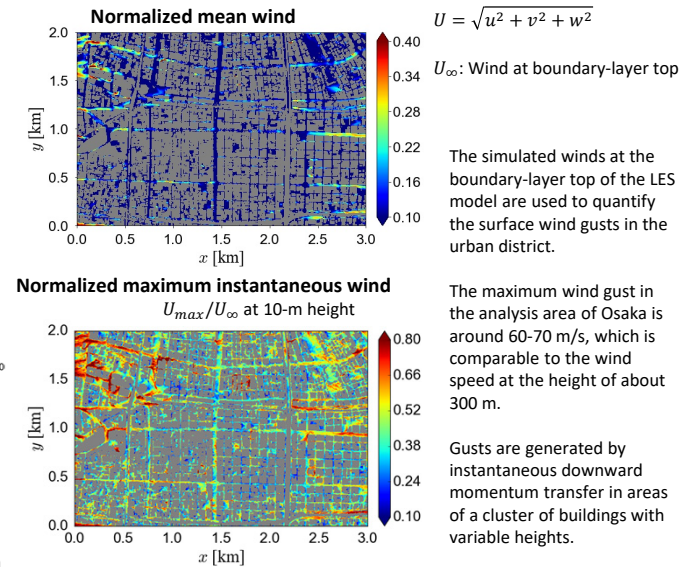 Normalized mean wind
2.0
1.5
1.0
0.5
0.0
y [km]
0.0 0.5 1.0 1.5 2.0 2.5 3.0
x [km]
0.40
0.34
0.28
0.22
0.16
0.10
U = √u² + v² + w²
U∞: Wind at boundary-layer top
The simulated winds at the
boundary-layer top of the LES
model are used to quantify
the surface wind gusts in the
urban district.
Normalized maximum instantaneous wind
Umax/U∞ at 10-m height
2.0
1.5
1.0
0.5
0.0
y [km]
0.0 0.5 1.0 1.5 2.0 2.5 3.0
x [km]
0.80
0.66
0.52
0.38
0.24
0.10
The maximum wind gust in
the analysis area of Osaka is
around 60-70 m/s, which is
comparable to the wind
speed at the height of about
300 m.
Gusts are generated by
instantaneous downward
momentum transfer in areas
of a cluster of buildings with
variable heights.